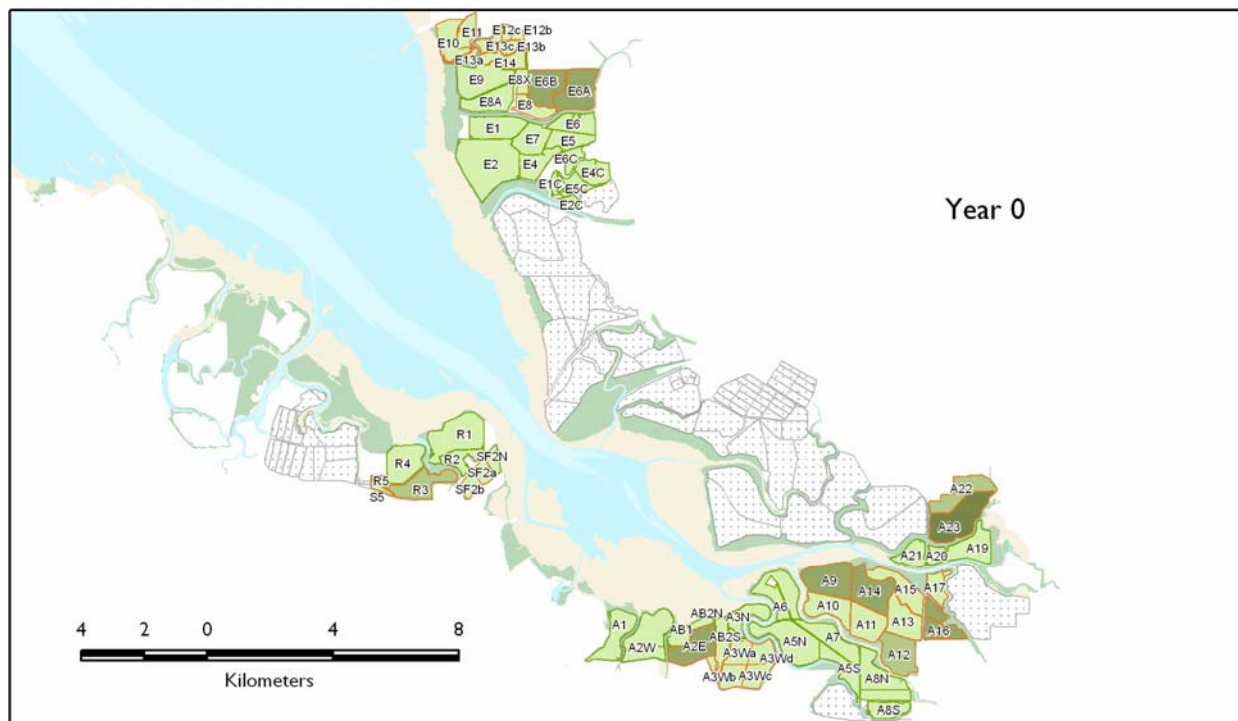 E11 E12c E12b
E10 E13c E13b
E13a E14
E9 E8X E6B E6A
E8A E8
E1 E6
E7 E5
E2 E4 E6C E4C
E1C E5C
E2C
Year 0
R1
R4 R2 SF2N
R5 R3 SF2a
S5 SF2b
A22
A23
A21 A20 A19
A9 A14 A15 A17
A1 AB2N A3N A6 A10 A11 A13 A16
AB1 AB2S
A2W A2E A3Wa A3Wd A5N A7 A12
A3Wb A3Wc A5S A8N
A8S
4 2 0 4 8
Kilometers